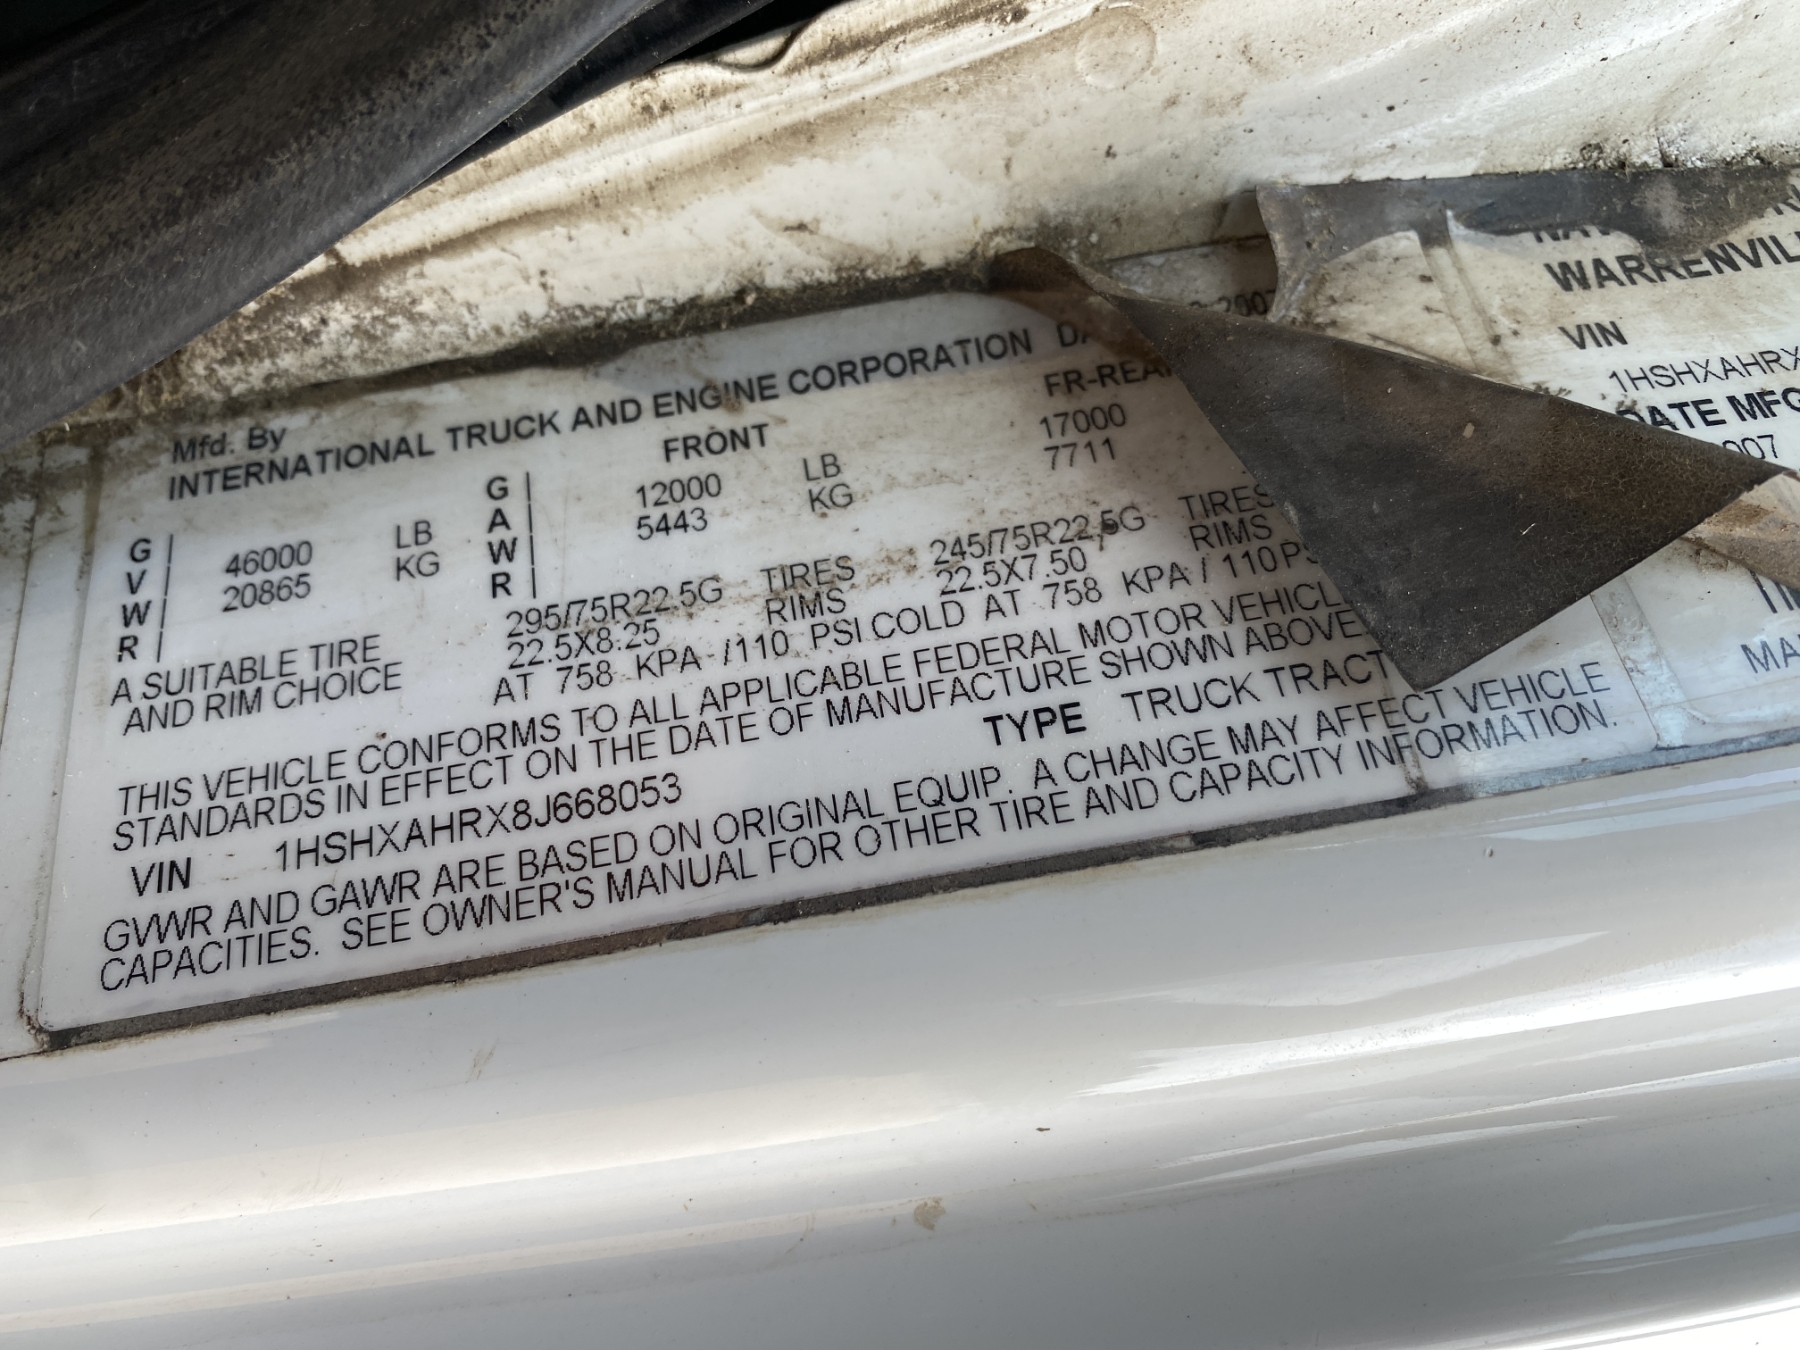 Mfd. By
INTERNATIONAL TRUCK AND ENGINE CORPORATION
FRONT FR-REA
G 46000 LB G 12000 LB 17000
V 20865 KG A 5443 KG 7711
W W
R R
A SUITABLE TIRE 295/75R22.5G TIRES 245/75R22.5G TIRES
AND RIM CHOICE 22.5X8.25 RIMS 22.5X7.50 RIMS
AT 758 KPA /110 PSI COLD AT 758 KPA / 110 PS
THIS VEHICLE CONFORMS TO ALL APPLICABLE FEDERAL MOTOR VEHICL
STANDARDS IN EFFECT ON THE DATE OF MANUFACTURE SHOWN ABOVE.
VIN 1HSHXAHRX8J668053 TYPE TRUCK TRACT
GVWR AND GAWR ARE BASED ON ORIGINAL EQUIP. A CHANGE MAY AFFECT VEHICLE
CAPACITIES. SEE OWNER'S MANUAL FOR OTHER TIRE AND CAPACITY INFORMATION.
WARRENVIL
VIN
1HSHXAHRX
DATE MFG
007
MA